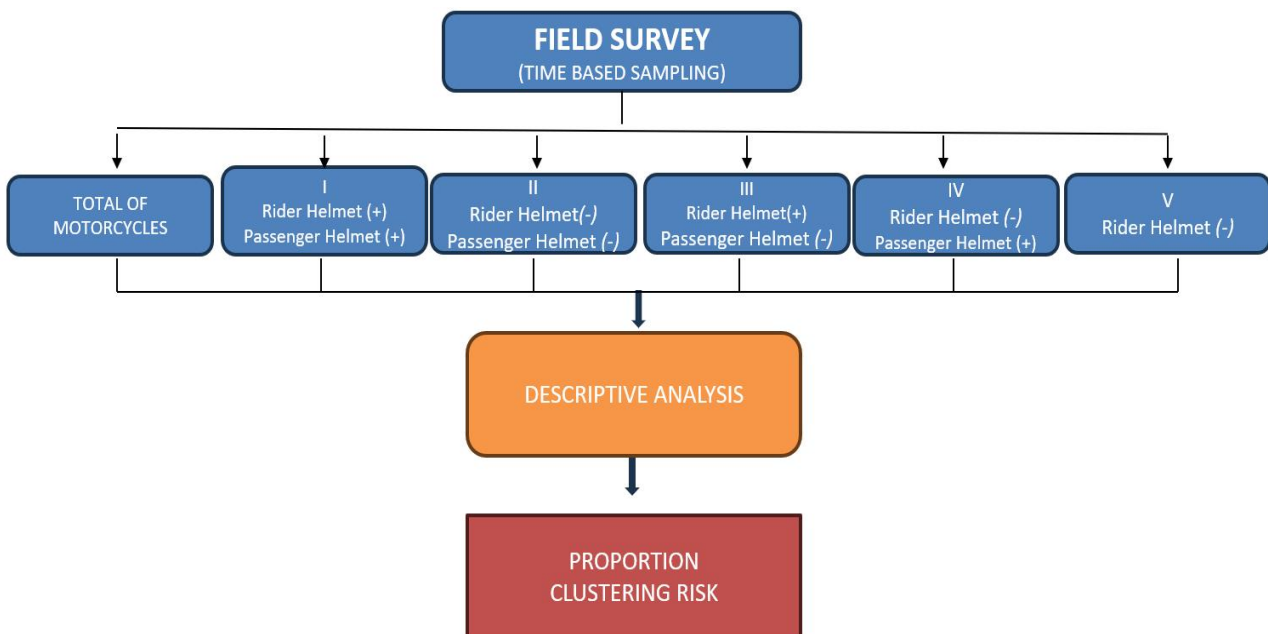 FIELD SURVEY
(TIME BASED SAMPLING)
TOTAL OF
MOTORCYCLES
I
Rider Helmet (+)
Passenger Helmet (+)
II
Rider Helmet(-)
Passenger Helmet (-)
III
Rider Helmet(+)
Passenger Helmet (-)
IV
Rider Helmet (-)
Passenger Helmet (+)
V
Rider Helmet (-)
DESCRIPTIVE ANALYSIS
PROPORTION
CLUSTERING RISK